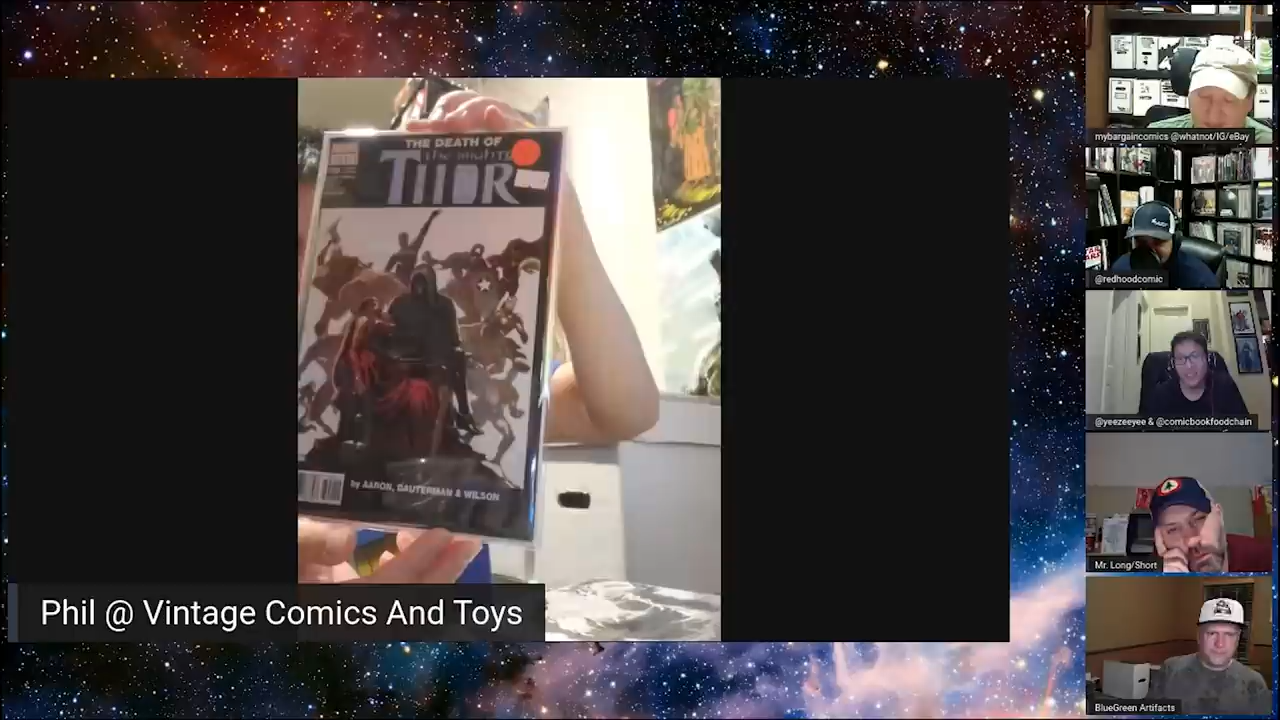 THE DEATH OF
the mighty
THOR
by AARON, DAUTERMAN & WILSON
Phil @ Vintage Comics And Toys
mybargaincomics @whatnot/IG/eBay
@redhoodcomic
@yeezeeyee & @comicbookfoodchain
Mr. Long/Short
BlueGreen Artifacts